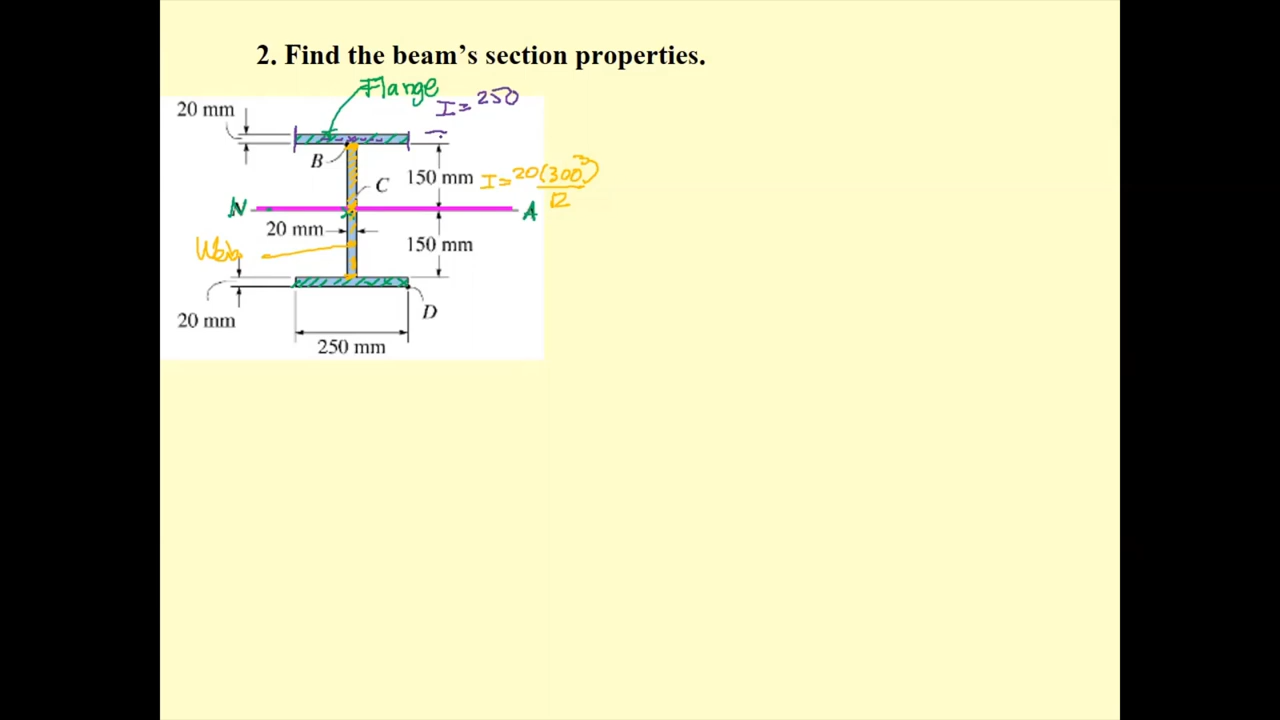 2. Find the beam’s section properties.
Flange
I = 250
20 mm
B
150 mm
I = 20(300³)
12
C
N
A
20 mm
150 mm
Web
20 mm
D
250 mm